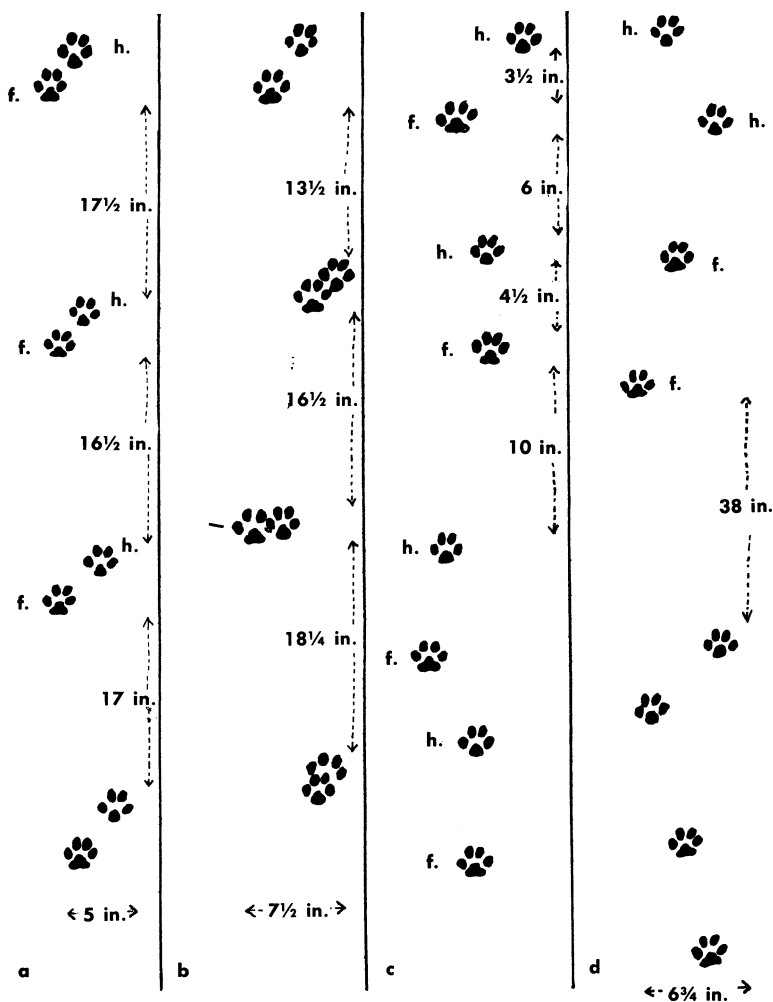 h.
f.
17½ in.
h.
f.
16½ in.
h.
f.
17 in.
5 in.
a
13½ in.
16½ in.
18¼ in.
7½ in.
b
h.
3½ in.
f.
6 in.
h.
4½ in.
f.
10 in.
h.
f.
h.
f.
c
h.
h.
f.
f.
38 in.
d
6¾ in.